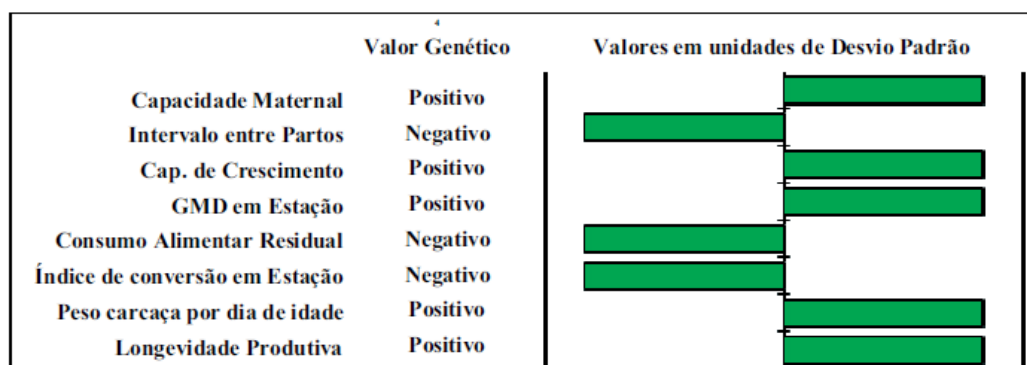 4
Valor Genético Valores em unidades de Desvio Padrão
Capacidade Maternal Positivo
Intervalo entre Partos Negativo
Cap. de Crescimento Positivo
GMD em Estação Positivo
Consumo Alimentar Residual Negativo
Índice de conversão em Estação Negativo
Peso carcaça por dia de idade Positivo
Longevidade Produtiva Positivo